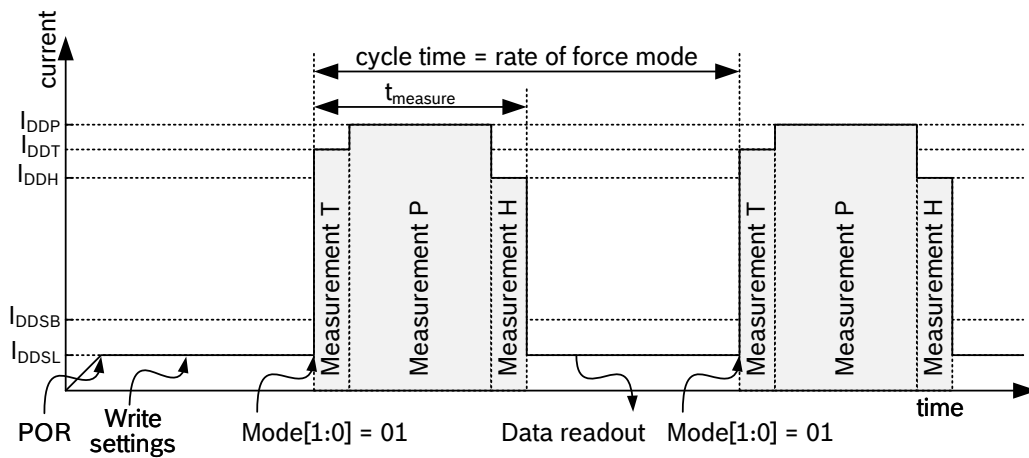 current
cycle time = rate of force mode
tmeasure
IDDP
IDDT
IDDH
IDDSB
IDDSL
Measurement T
Measurement P
Measurement H
Measurement T
Measurement P
Measurement H
time
POR
Write
settings
Mode[1:0] = 01
Data readout
Mode[1:0] = 01